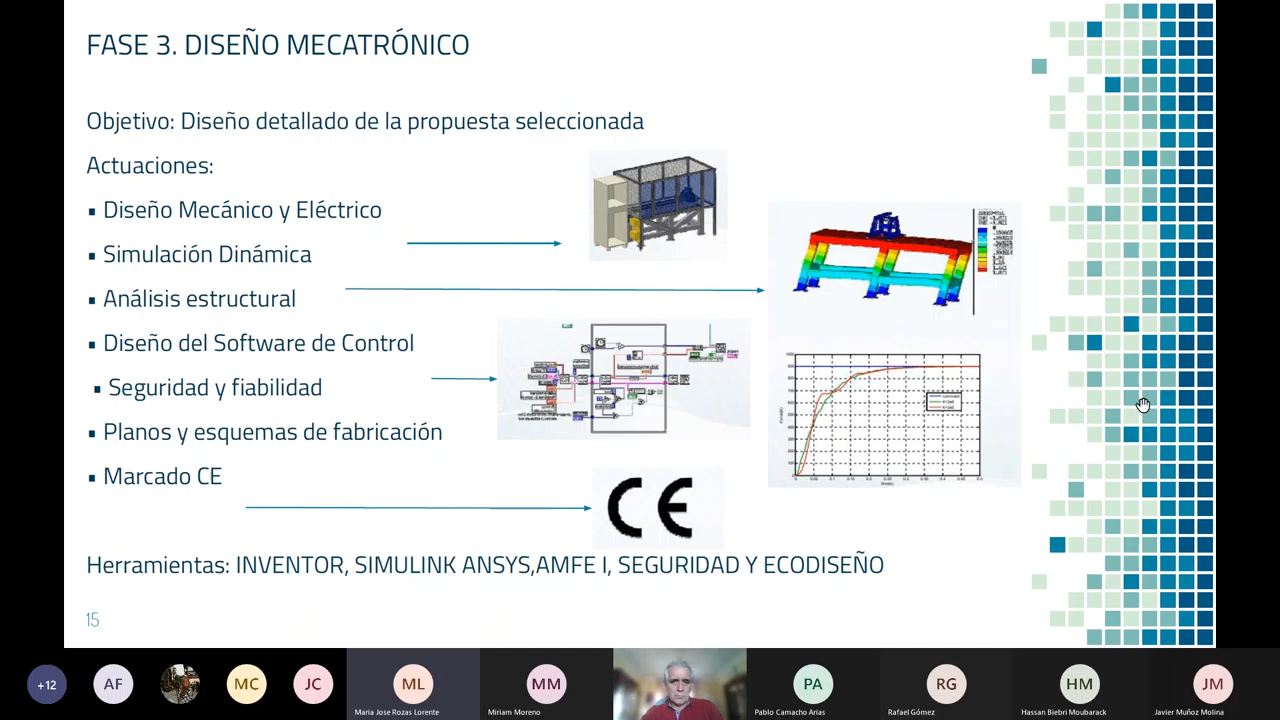 FASE 3. DISEÑO MECATRÓNICO
Objetivo: Diseño detallado de la propuesta seleccionada
Actuaciones:
▪ Diseño Mecánico y Eléctrico
▪ Simulación Dinámica
▪ Análisis estructural
▪ Diseño del Software de Control
▪ Seguridad y fiabilidad
▪ Planos y esquemas de fabricación
▪ Marcado CE
CE
Herramientas: INVENTOR, SIMULINK ANSYS,AMFE I, SEGURIDAD Y ECODISEÑO
15
+12
AF
MC
JC
ML
MM
PA
RG
HM
JM
Maria Jose Rozas Lorente
Miriam Moreno
Pablo Camacho Arias
Rafael Gómez
Hassan Biebri Moubarack
Javier Muñoz Molina